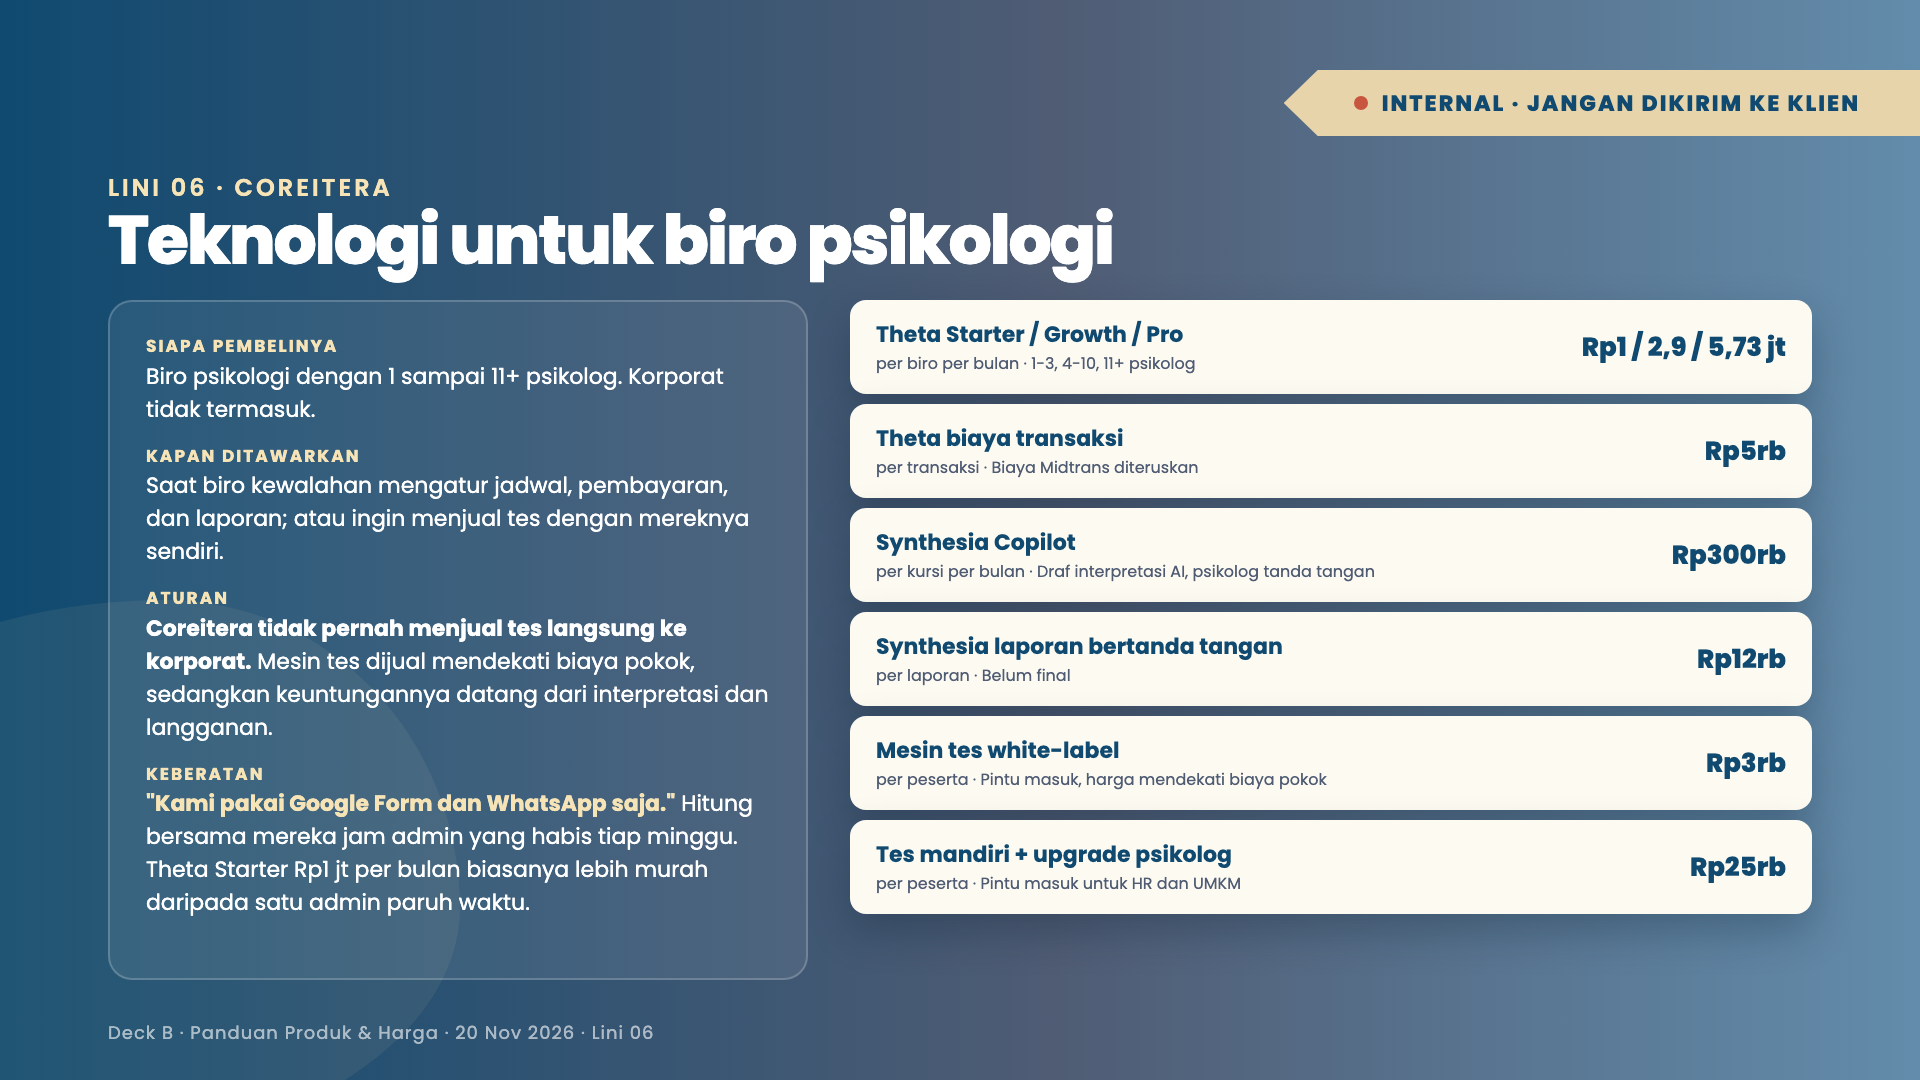 INTERNAL · JANGAN DIKIRIM KE KLIEN
LINI 06 · COREITERA
Teknologi untuk biro psikologi
SIAPA PEMBELINYA
Biro psikologi dengan 1 sampai 11+ psikolog. Korporat
tidak termasuk.
KAPAN DITAWARKAN
Saat biro kewalahan mengatur jadwal, pembayaran,
dan laporan; atau ingin menjual tes dengan mereknya
sendiri.
ATURAN
Coreitera tidak pernah menjual tes langsung ke
korporat. Mesin tes dijual mendekati biaya pokok,
sedangkan keuntungannya datang dari interpretasi dan
langganan.
KEBERATAN
"Kami pakai Google Form dan WhatsApp saja." Hitung
bersama mereka jam admin yang habis tiap minggu.
Theta Starter Rp1 jt per bulan biasanya lebih murah
daripada satu admin paruh waktu.
Theta Starter / Growth / Pro
per biro per bulan · 1-3, 4-10, 11+ psikolog
Rp1 / 2,9 / 5,73 jt
Theta biaya transaksi
per transaksi · Biaya Midtrans diteruskan
Rp5rb
Synthesia Copilot
per kursi per bulan · Draf interpretasi AI, psikolog tanda tangan
Rp300rb
Synthesia laporan bertanda tangan
per laporan · Belum final
Rp12rb
Mesin tes white-label
per peserta · Pintu masuk, harga mendekati biaya pokok
Rp3rb
Tes mandiri + upgrade psikolog
per peserta · Pintu masuk untuk HR dan UMKM
Rp25rb
Deck B · Panduan Produk & Harga · 20 Nov 2026 · Lini 06